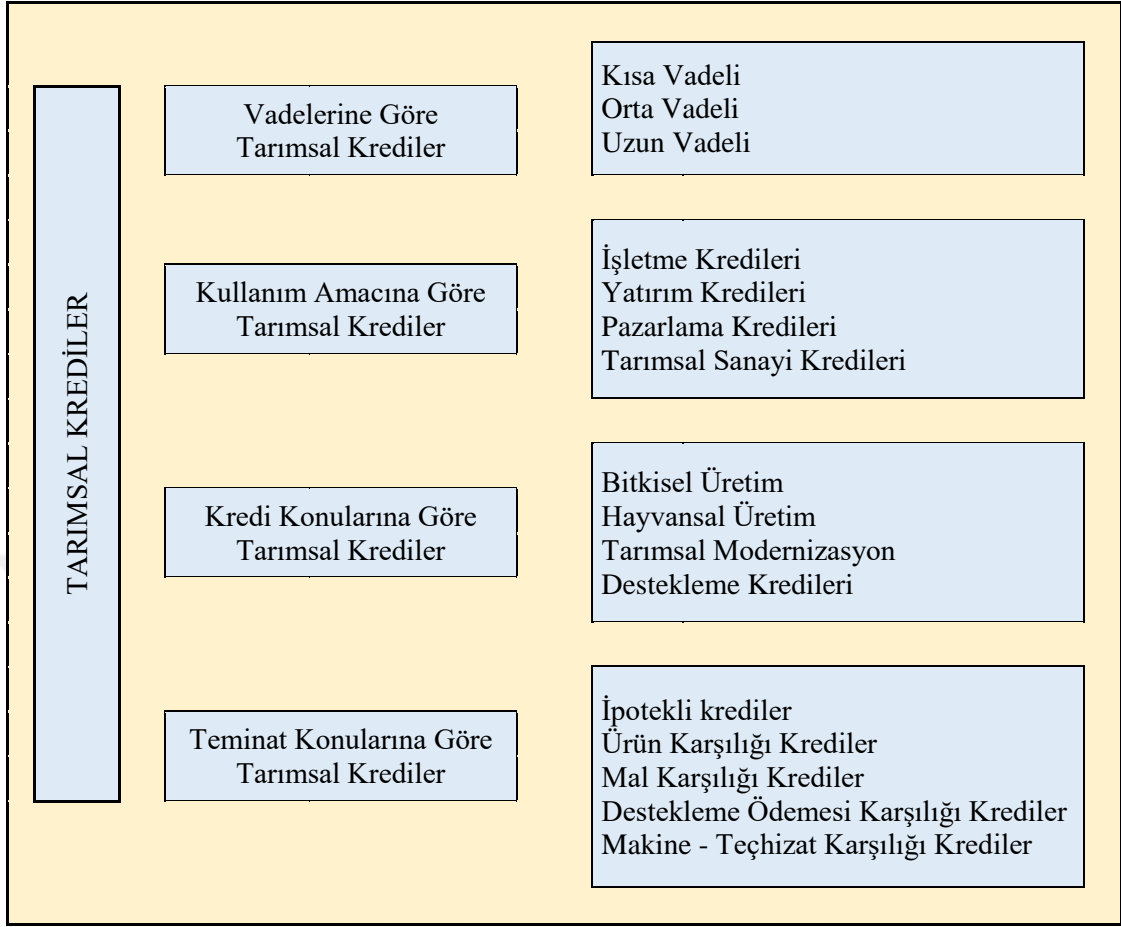 TARIMSAL KREDİLER
Vadelerine Göre
Tarımsal Krediler
Kısa Vadeli
Orta Vadeli
Uzun Vadeli
Kullanım Amacına Göre
Tarımsal Krediler
İşletme Kredileri
Yatırım Kredileri
Pazarlama Kredileri
Tarımsal Sanayi Kredileri
Kredi Konularına Göre
Tarımsal Krediler
Bitkisel Üretim
Hayvansal Üretim
Tarımsal Modernizasyon
Destekleme Kredileri
Teminat Konularına Göre
Tarımsal Krediler
İpotekli krediler
Ürün Karşılığı Krediler
Mal Karşılığı Krediler
Destekleme Ödemesi Karşılığı Krediler
Makine - Teçhizat Karşılığı Krediler